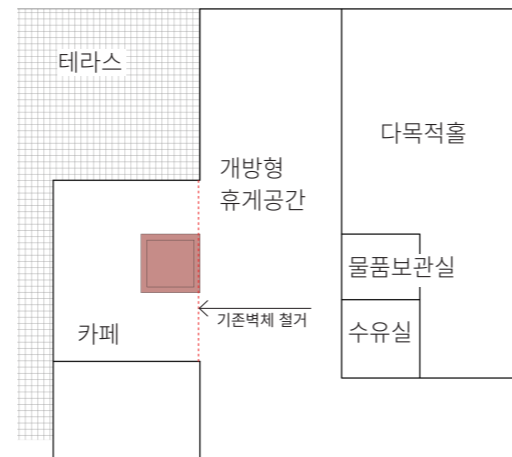 테라스
다목적홀
개방형
휴게공간
물품보관실
기존벽체 철거
카페
수유실